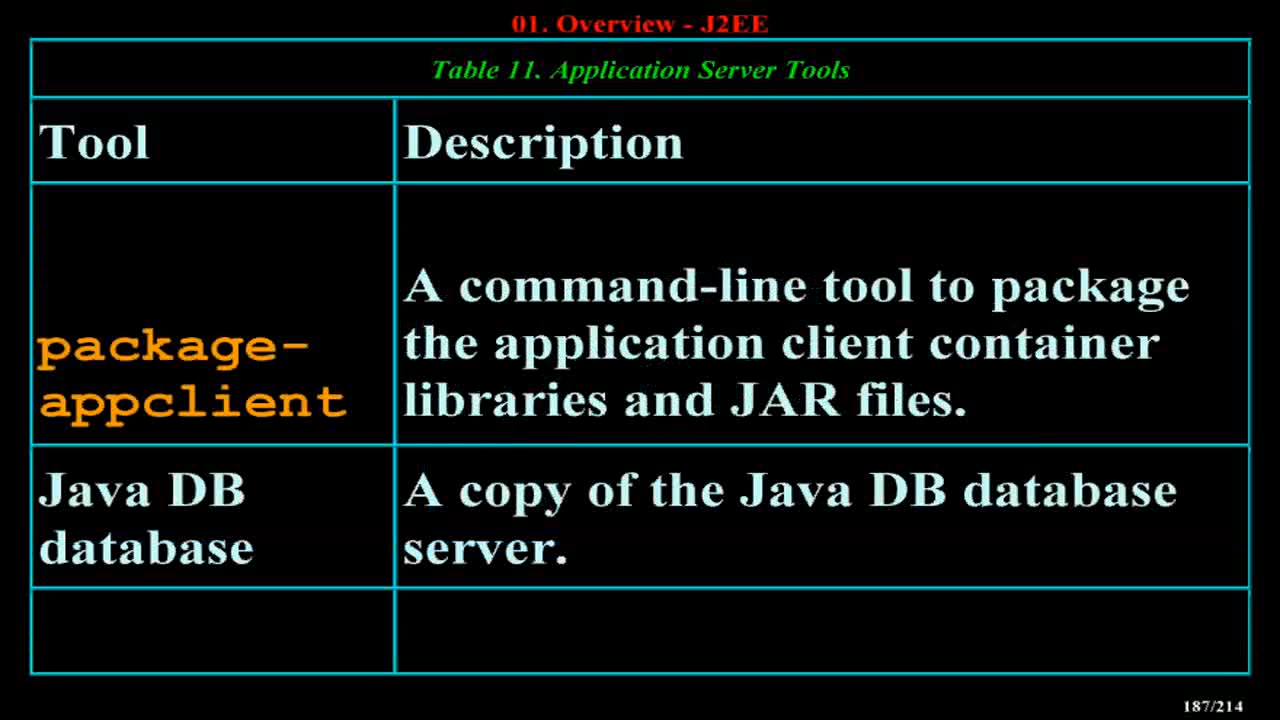 01. Overview - J2EE
Table 11. Application Server Tools
Tool
Description
package-
appclient
A command-line tool to package
the application client container
libraries and JAR files.
Java DB
database
A copy of the Java DB database
server.
187/214